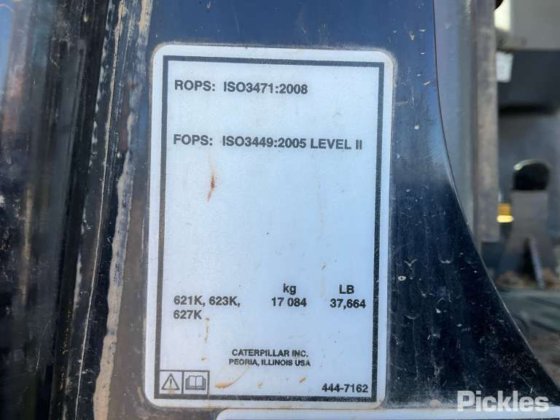 ROPS: ISO3471:2008
FOPS: ISO3449:2005 LEVEL II
kg LB
621K, 623K, 17 084 37,664
627K
CATERPILLAR INC.
PEORIA, ILLINOIS USA
444-7162
Pickles